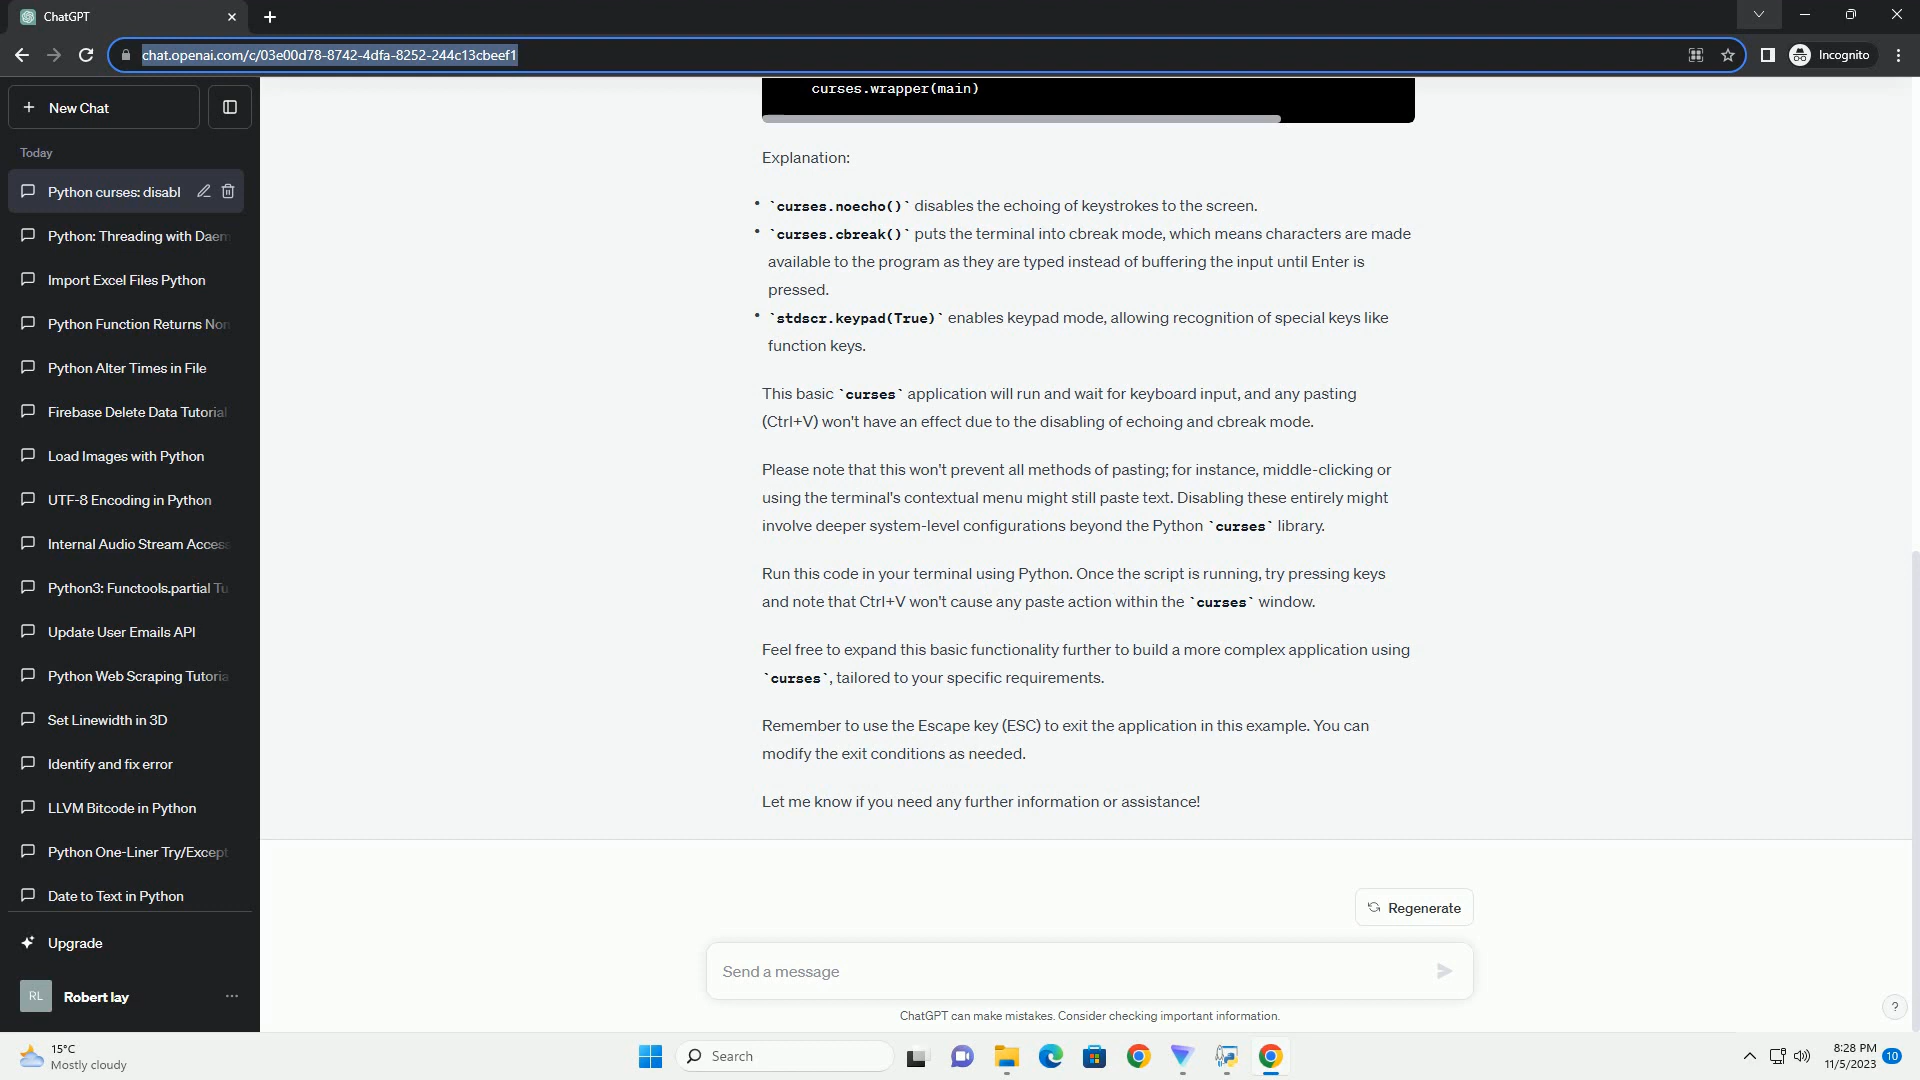 ChatGPT
chat.openai.com/c/03e00d78-8742-4dfa-8252-244c13cbeef1
Incognito
New Chat
Today
Python curses: disabl
Python: Threading with Daem
Import Excel Files Python
Python Function Returns Non
Python Alter Times in File
Firebase Delete Data Tutorial
Load Images with Python
UTF-8 Encoding in Python
Internal Audio Stream Access
Python3: Functools.partial Tu
Update User Emails API
Python Web Scraping Tutoria
Set Linewidth in 3D
Identify and fix error
LLVM Bitcode in Python
Python One-Liner Try/Except
Date to Text in Python
Upgrade
RL
Robert lay
curses.wrapper(main)
Explanation:
• `curses.noecho()` disables the echoing of keystrokes to the screen.
• `curses.cbreak()` puts the terminal into cbreak mode, which means characters are made
available to the program as they are typed instead of buffering the input until Enter is
pressed.
• `stdscr.keypad(True)` enables keypad mode, allowing recognition of special keys like
function keys.
This basic `curses` application will run and wait for keyboard input, and any pasting
(Ctrl+V) won't have an effect due to the disabling of echoing and cbreak mode.
Please note that this won't prevent all methods of pasting; for instance, middle-clicking or
using the terminal's contextual menu might still paste text. Disabling these entirely might
involve deeper system-level configurations beyond the Python `curses` library.
Run this code in your terminal using Python. Once the script is running, try pressing keys
and note that Ctrl+V won't cause any paste action within the `curses` window.
Feel free to expand this basic functionality further to build a more complex application using
`curses`, tailored to your specific requirements.
Remember to use the Escape key (ESC) to exit the application in this example. You can
modify the exit conditions as needed.
Let me know if you need any further information or assistance!
Regenerate
Send a message
ChatGPT can make mistakes. Consider checking important information.
?
15°C
Mostly cloudy
Search
8:28 PM
11/5/2023
10